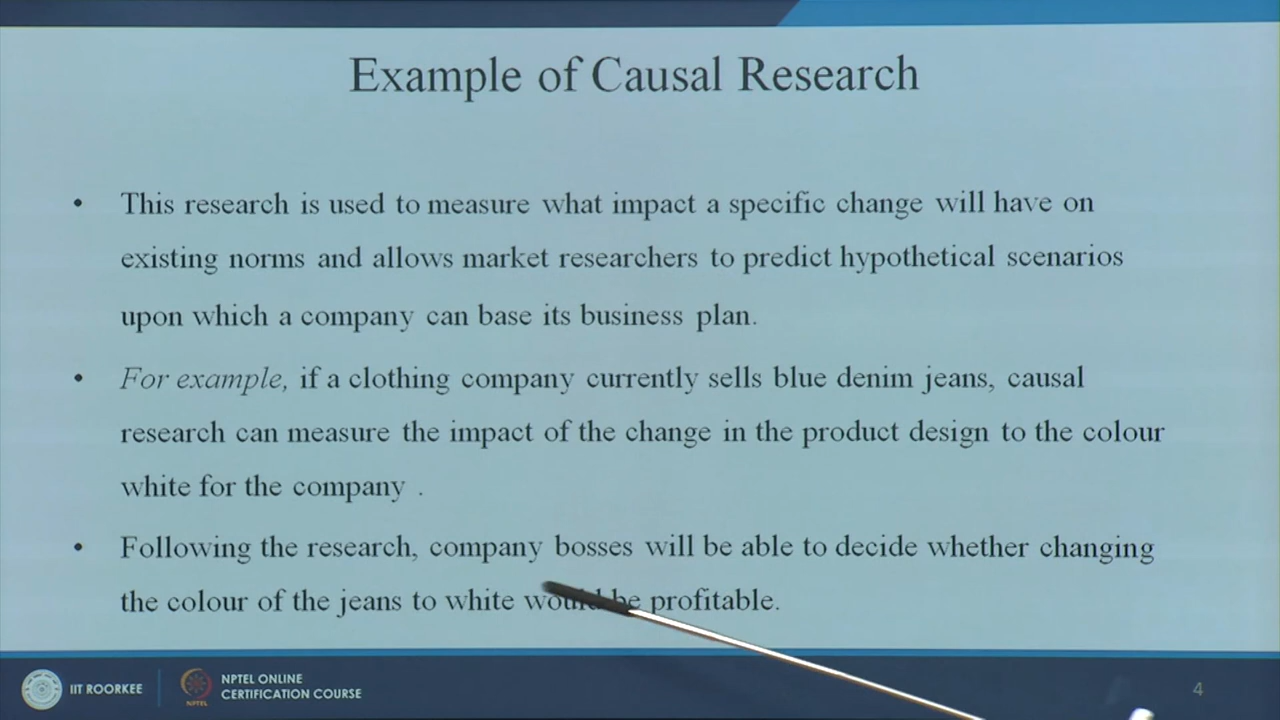 Example of Causal Research
• This research is used to measure what impact a specific change will have on
existing norms and allows market researchers to predict hypothetical scenarios
upon which a company can base its business plan.
• For example, if a clothing company currently sells blue denim jeans, causal
research can measure the impact of the change in the product design to the colour
white for the company .
• Following the research, company bosses will be able to decide whether changing
the colour of the jeans to white would be profitable.
IIT ROORKEE
NPTEL
NPTEL ONLINE
CERTIFICATION COURSE
4